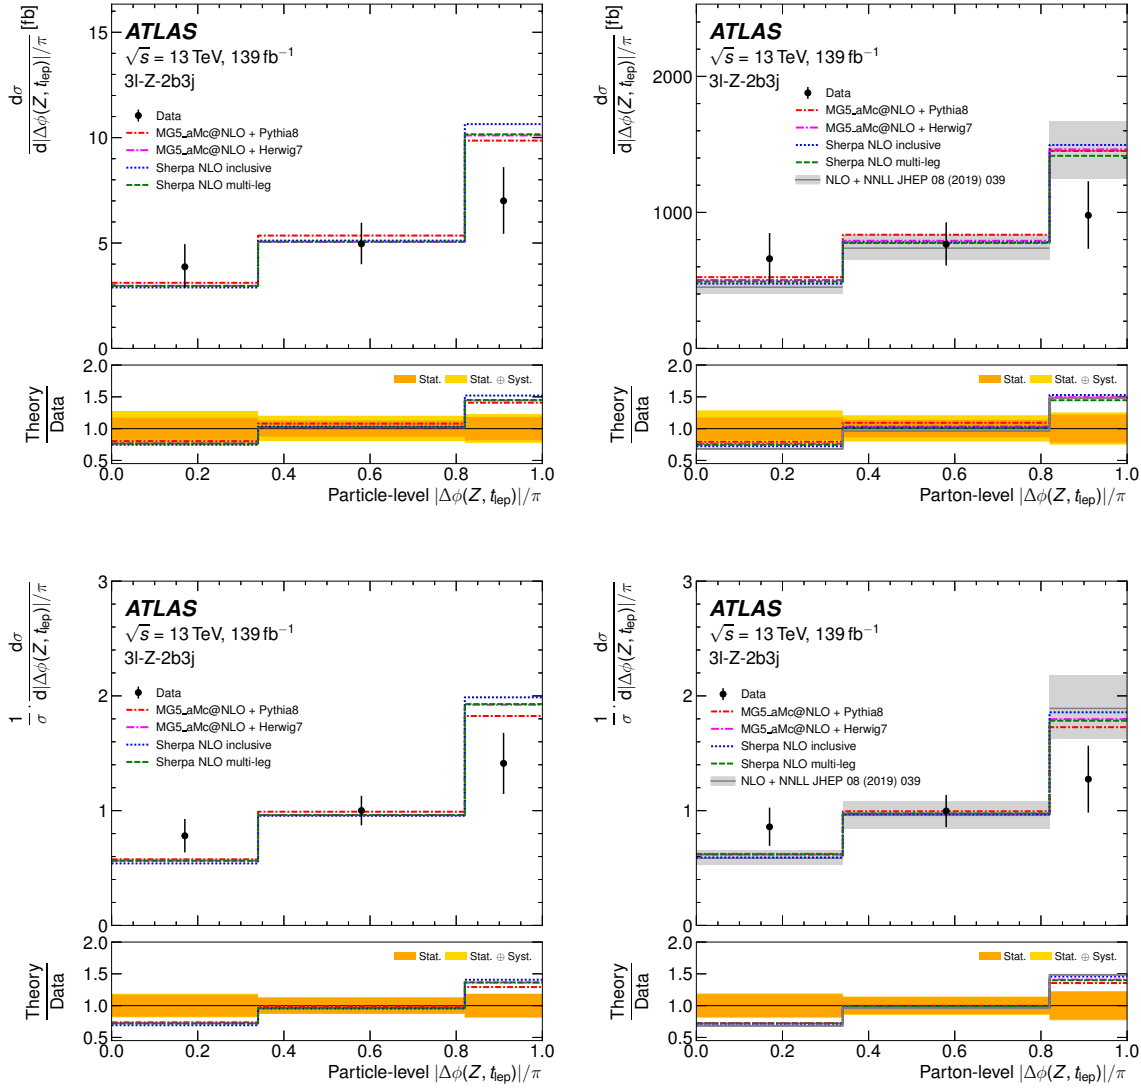 dσ
d|Δϕ(Z, t_lep)|/π [fb]
16
ATLAS
√s = 13 TeV, 139 fb⁻¹
3l-Z-2b3j
15
10
5
0
Data
MG5_aMc@NLO + Pythia8
MG5_aMc@NLO + Herwig7
Sherpa NLO inclusive
Sherpa NLO multi-leg
Theory
Data
2.0
1.5
1.0
0.5
Stat. Stat. ⊕ Syst.
0.0 0.2 0.4 0.6 0.8 1.0
Particle-level |Δϕ(Z, t_lep)|/π
dσ
d|Δϕ(Z, t_lep)|/π [fb]
ATLAS
√s = 13 TeV, 139 fb⁻¹
3l-Z-2b3j
2000
1000
0
Data
MG5_aMc@NLO + Pythia8
MG5_aMc@NLO + Herwig7
Sherpa NLO inclusive
Sherpa NLO multi-leg
NLO + NNLL JHEP 08 (2019) 039
Theory
Data
2.0
1.5
1.0
0.5
Stat. Stat. ⊕ Syst.
0.0 0.2 0.4 0.6 0.8 1.0
Parton-level |Δϕ(Z, t_lep)|/π
1/σ · dσ
d|Δϕ(Z, t_lep)|/π
ATLAS
√s = 13 TeV, 139 fb⁻¹
3l-Z-2b3j
3
2
1
0
Data
MG5_aMc@NLO + Pythia8
MG5_aMc@NLO + Herwig7
Sherpa NLO inclusive
Sherpa NLO multi-leg
Theory
Data
2.0
1.5
1.0
0.5
Stat. Stat. ⊕ Syst.
0.0 0.2 0.4 0.6 0.8 1.0
Particle-level |Δϕ(Z, t_lep)|/π
1/σ · dσ
d|Δϕ(Z, t_lep)|/π
ATLAS
√s = 13 TeV, 139 fb⁻¹
3l-Z-2b3j
3
2
1
0
Data
MG5_aMc@NLO + Pythia8
MG5_aMc@NLO + Herwig7
Sherpa NLO inclusive
Sherpa NLO multi-leg
NLO + NNLL JHEP 08 (2019) 039
Theory
Data
2.0
1.5
1.0
0.5
Stat. Stat. ⊕ Syst.
0.0 0.2 0.4 0.6 0.8 1.0
Parton-level |Δϕ(Z, t_lep)|/π